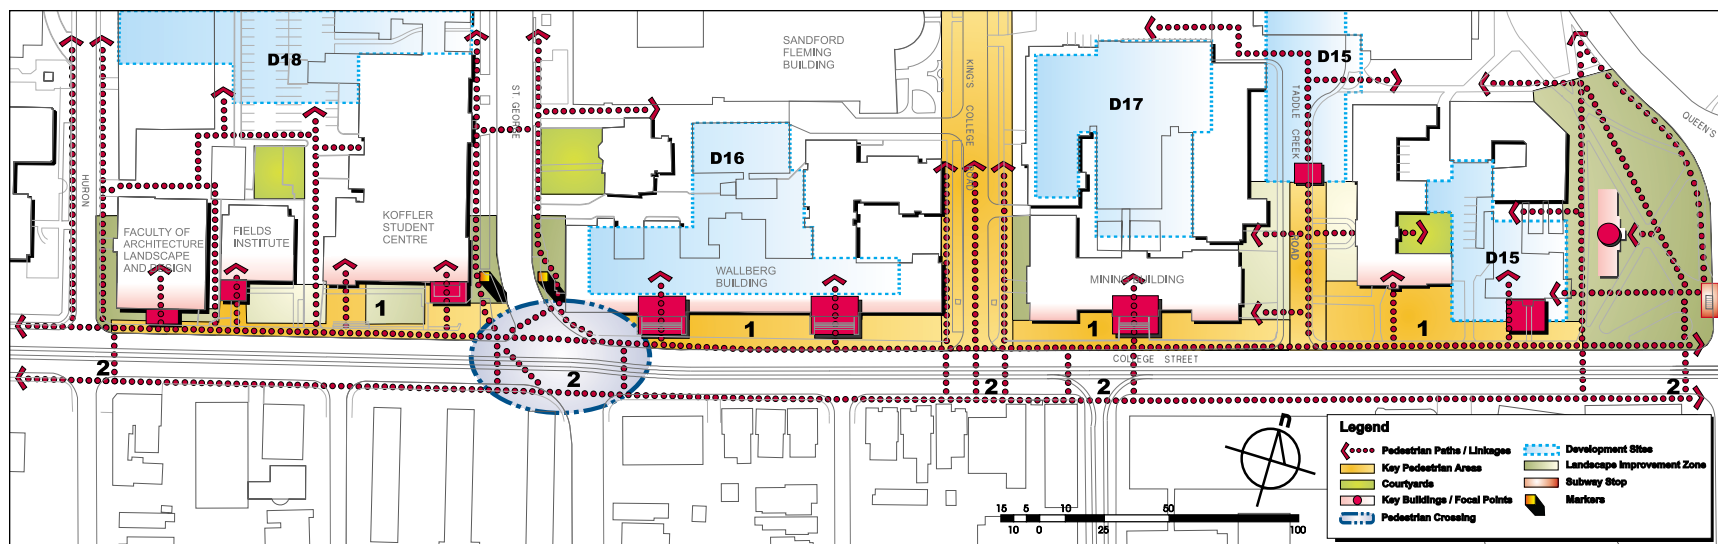 D18
SANDFORD
FLEMING
BUILDING
D15
D17
D16
ST. GEORGE
KING'S COLLEGE ROAD
TADDLE CREEK
ROAD
QUEEN'S
HURON
FACULTY OF
ARCHITECTURE
LANDSCAPE
AND DESIGN
FIELDS
INSTITUTE
KOFFLER
STUDENT
CENTRE
WALLBERG
BUILDING
MINING BUILDING
D15
1
1
1
1
COLLEGE STREET
2
2
2
2
2
n
Legend
Pedestrian Paths / Linkages
Key Pedestrian Areas
Courtyards
Key Buildings / Focal Points
Pedestrian Crossing
Development Sites
Landscape Improvement Zone
Subway Stop
Markers
15 5 10 50
10 0 25 100